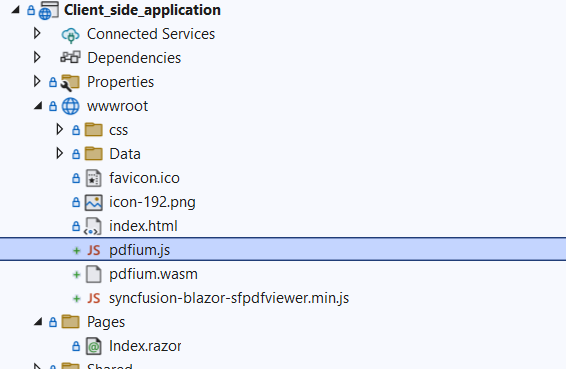 Client_side_application
Connected Services
Dependencies
Properties
wwwroot
css
Data
favicon.ico
icon-192.png
index.html
JS pdfium.js
pdfium.wasm
JS syncfusion-blazor-sfpdfviewer.min.js
Pages
@ Index.razor
Shared